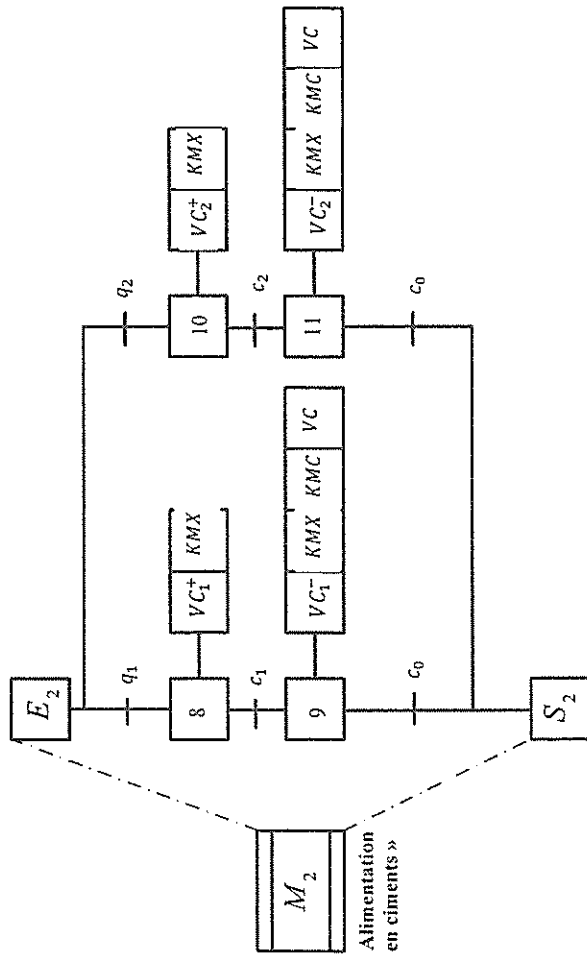 E₂
q₁
q₂
8
VC₁⁺ KMX
10
VC₂⁺ KMX
c₁
c₂
9
VC₁⁻ KMX KMC VC
11
VC₂⁻ KMX KMC VC
c₀
c₀
S₂
M₂
Alimentation
en ciments »